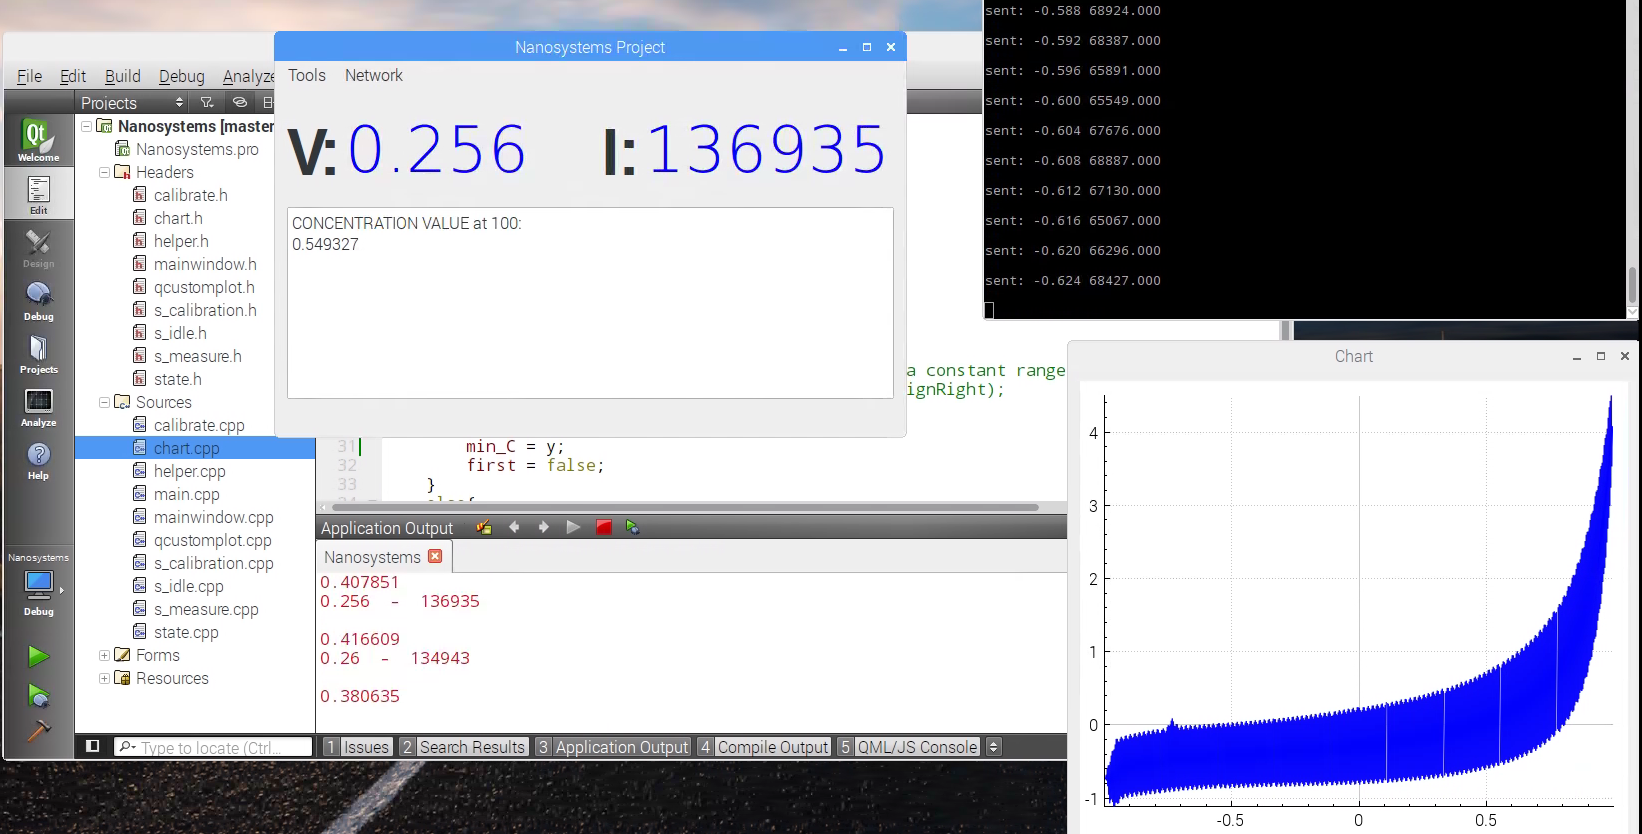 File Edit Build Debug Analyze
Projects
Welcome
Edit
Design
Debug
Projects
Analyze
Help
Nanosystems
Debug
Nanosystems [master
Nanosystems.pro
Headers
calibrate.h
chart.h
helper.h
mainwindow.h
qcustomplot.h
s_calibration.h
s_idle.h
s_measure.h
state.h
Sources
calibrate.cpp
chart.cpp
helper.cpp
main.cpp
mainwindow.cpp
qcustomplot.cpp
s_calibration.cpp
s_idle.cpp
s_measure.cpp
state.cpp
Forms
Resources
Type to locate (Ctrl...
Nanosystems Project
Tools Network
V: 0.256 I: 136935
CONCENTRATION VALUE at 100:
0.549327
a constant range
ignRight);
31 min_C = y;
32 first = false;
33 }
Application Output
Nanosystems
0.407851
0.256 - 136935
0.416609
0.26 - 134943
0.380635
1 Issues 2 Search Results 3 Application Output 4 Compile Output 5 QML/JS Console
sent: -0.588 68924.000
sent: -0.592 68387.000
sent: -0.596 65891.000
sent: -0.600 65549.000
sent: -0.604 67676.000
sent: -0.608 68887.000
sent: -0.612 67130.000
sent: -0.616 65067.000
sent: -0.620 66296.000
sent: -0.624 68427.000
Chart
4
3
2
1
0
-1
-0.5 0 0.5